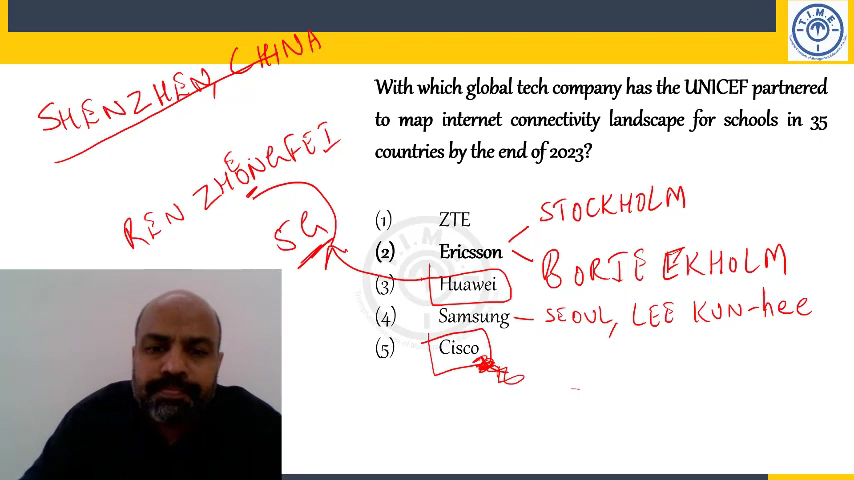 T.I.M.E.
SHENZHEN, CHINA
REN ZHENGFEI
5G
With which global tech company has the UNICEF partnered
to map internet connectivity landscape for schools in 35
countries by the end of 2023?
(1) ZTE
(2) Ericsson
STOCKHOLM
BORJE EKHOLM
(3) Huawei
(4) Samsung – SEOUL, LEE KUN-hee
(5) Cisco